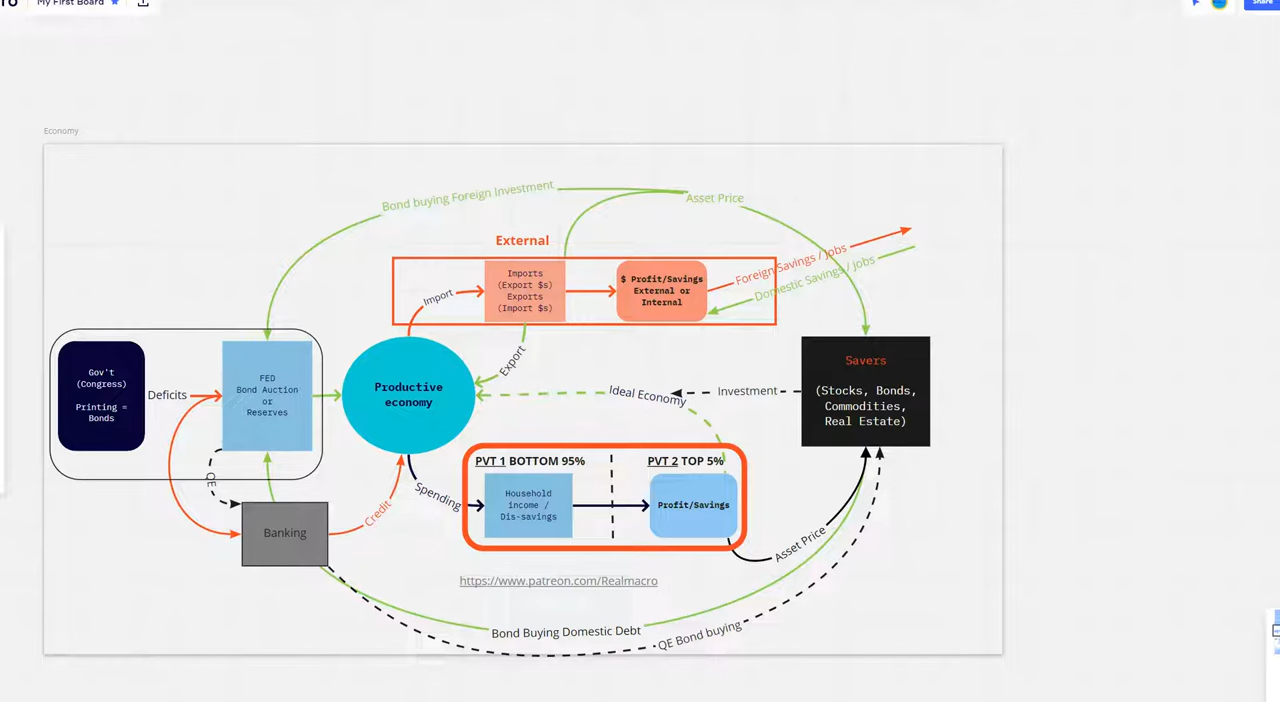 My First Board
Share
Economy
Bond buying Foreign Investment
Asset Price
External
Foreign Savings / jobs
Domestic Savings / jobs
Import
Imports
(Export $s)
Exports
(Import $s)
$ Profit/Savings
External or
Internal
Export
Gov't
(Congress)
Printing =
Bonds
Deficits
FED
Bond Auction
or
Reserves
Productive
economy
Ideal Economy
Investment
Savers
(Stocks, Bonds,
Commodities,
Real Estate)
QE
Banking
Credit
Spending
PVT 1 BOTTOM 95%
PVT 2 TOP 5%
Household
income /
Dis-savings
Profit/Savings
Asset Price
https://www.patreon.com/Realmacro
Bond Buying Domestic Debt
QE Bond buying